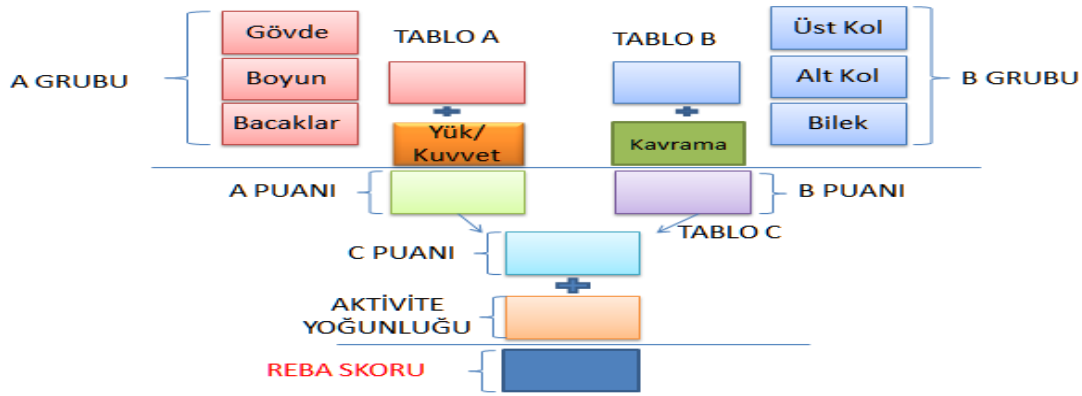 A GRUBU
Gövde
Boyun
Bacaklar
TABLO A
Yük/
Kuvvet
TABLO B
Kavrama
Üst Kol
Alt Kol
Bilek
B GRUBU
A PUANI
B PUANI
TABLO C
C PUANI
AKTİVİTE
YOĞUNLUĞU
REBA SKORU